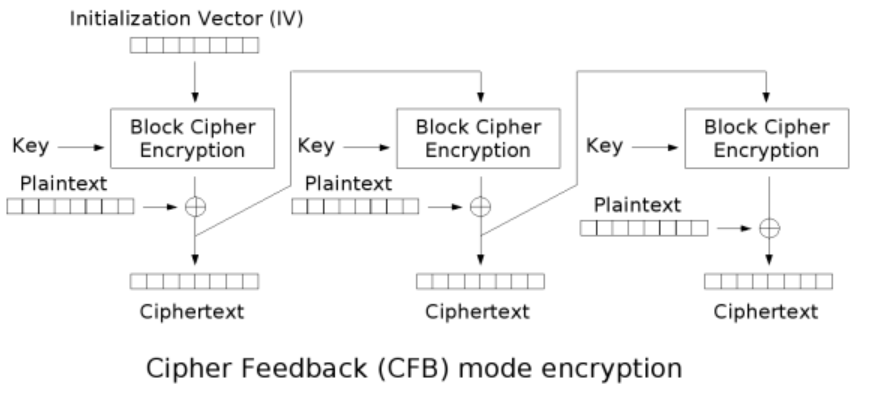 Initialization Vector (IV)
Block Cipher
Encryption
Key
Plaintext
Ciphertext
Block Cipher
Encryption
Key
Plaintext
Ciphertext
Block Cipher
Encryption
Key
Plaintext
Ciphertext
Cipher Feedback (CFB) mode encryption